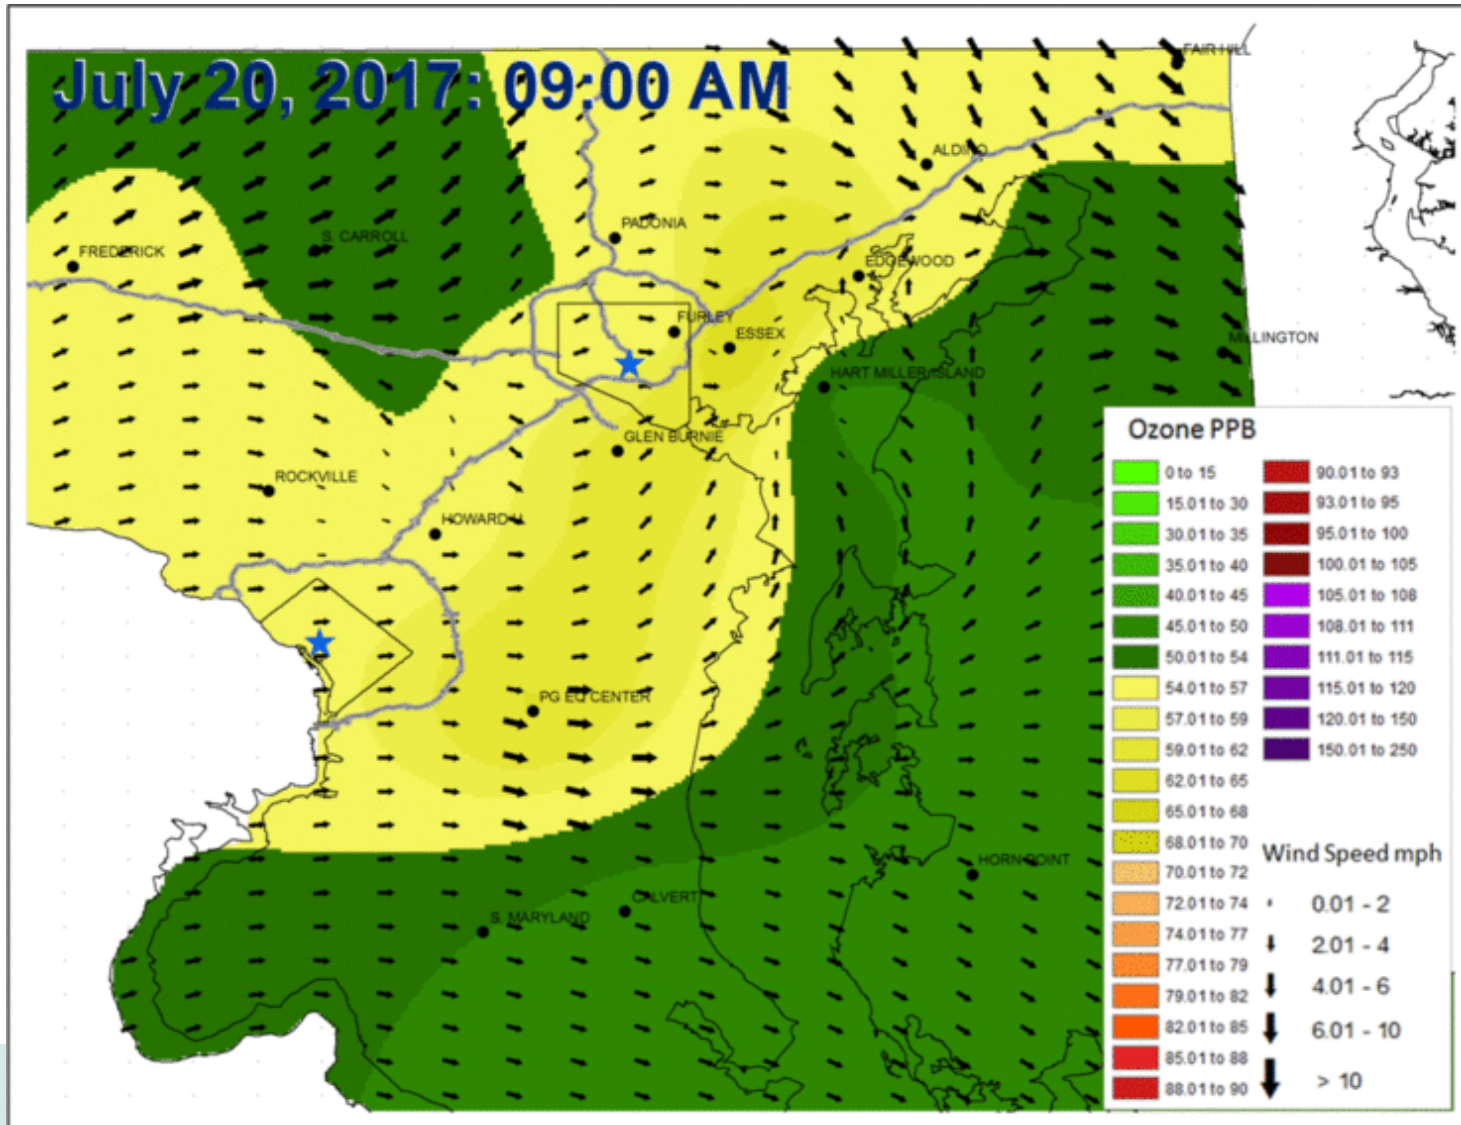 July 20, 2017: 09:00 AM
FAIR HILL
ALDINO
PADONIA
S. CARROLL
FREDERICK
EDGEWOOD
FURLEY
ESSEX
MILLINGTON
HART MILLER ISLAND
GLEN BURNIE
ROCKVILLE
HOWARD U.
PG EQ CENTER
HORN POINT
CALVERT
S. MARYLAND
Ozone PPB
0 to 15
15.01 to 30
30.01 to 35
35.01 to 40
40.01 to 45
45.01 to 50
50.01 to 54
54.01 to 57
57.01 to 59
59.01 to 62
62.01 to 65
65.01 to 68
68.01 to 70
70.01 to 72
72.01 to 74
74.01 to 77
77.01 to 79
79.01 to 82
82.01 to 85
85.01 to 88
88.01 to 90
90.01 to 93
93.01 to 95
95.01 to 100
100.01 to 105
105.01 to 108
108.01 to 111
111.01 to 115
115.01 to 120
120.01 to 150
150.01 to 250
Wind Speed mph
0.01 - 2
2.01 - 4
4.01 - 6
6.01 - 10
> 10